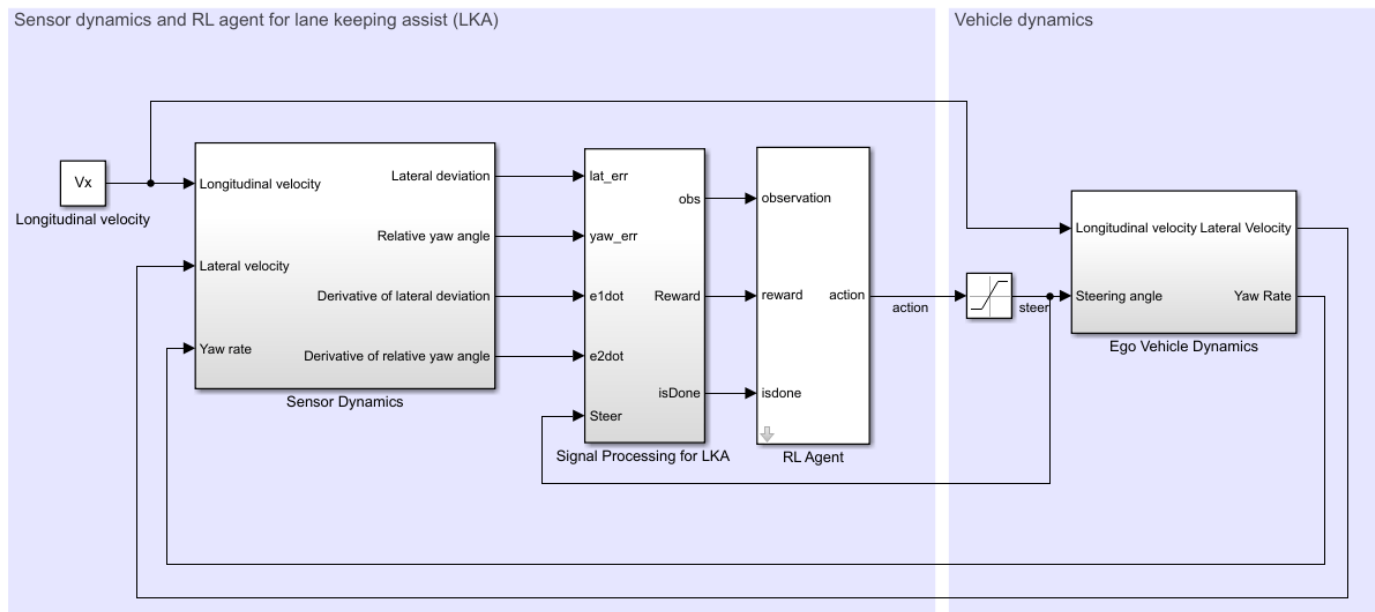 Sensor dynamics and RL agent for lane keeping assist (LKA)
Vehicle dynamics
Vx
Longitudinal velocity
Longitudinal velocity
Lateral velocity
Yaw rate
Lateral deviation
Relative yaw angle
Derivative of lateral deviation
Derivative of relative yaw angle
Sensor Dynamics
lat_err
yaw_err
e1dot
e2dot
Steer
obs
Reward
isDone
Signal Processing for LKA
observation
reward
isdone
action
RL Agent
action
steer
Longitudinal velocity
Steering angle
Lateral Velocity
Yaw Rate
Ego Vehicle Dynamics